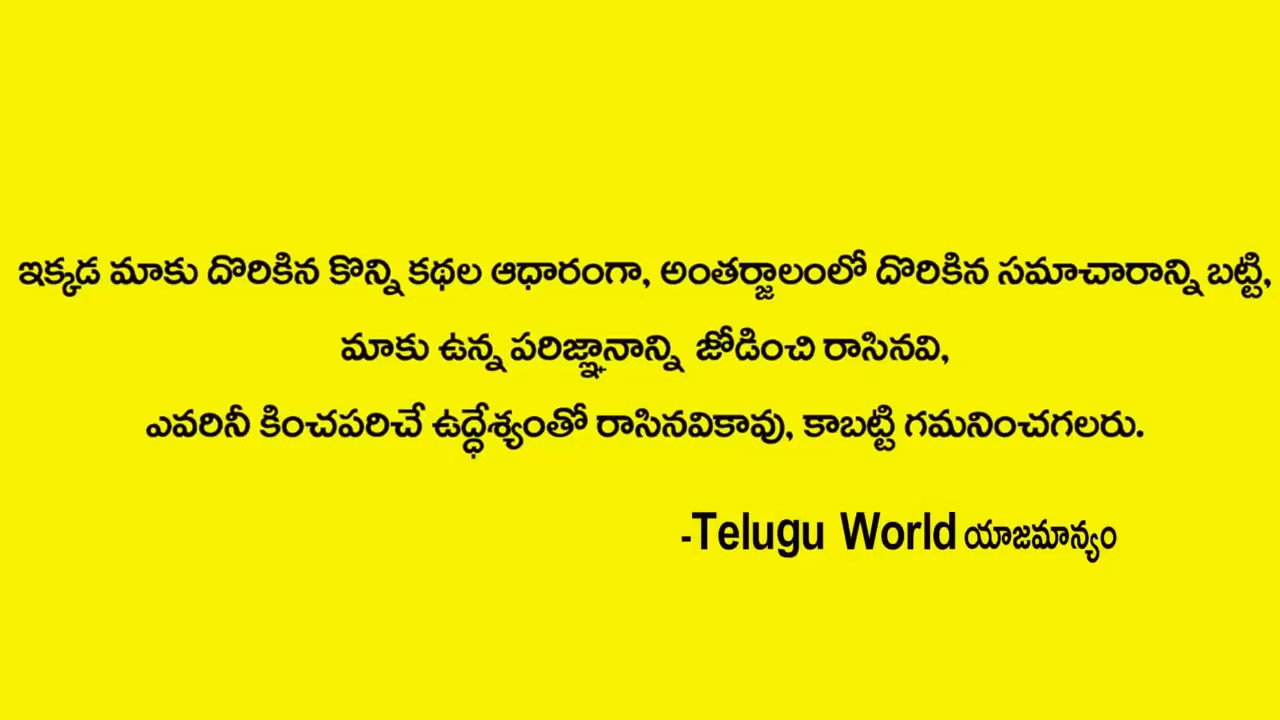 ఇక్కడ మాకు దొరికిన కొన్ని కథల ఆధారంగా, అంతర్జాలంలో దొరికిన సమాచారాన్ని బట్టి,
మాకు ఉన్న పరిజ్ఞానాన్ని జోడించి రాసినవి,
ఎవరినీ కించపరిచే ఉద్ధేశ్యంతో రాసినవికావు, కాబట్టి గమనించగలరు.
-Telugu World యాజమాన్యం